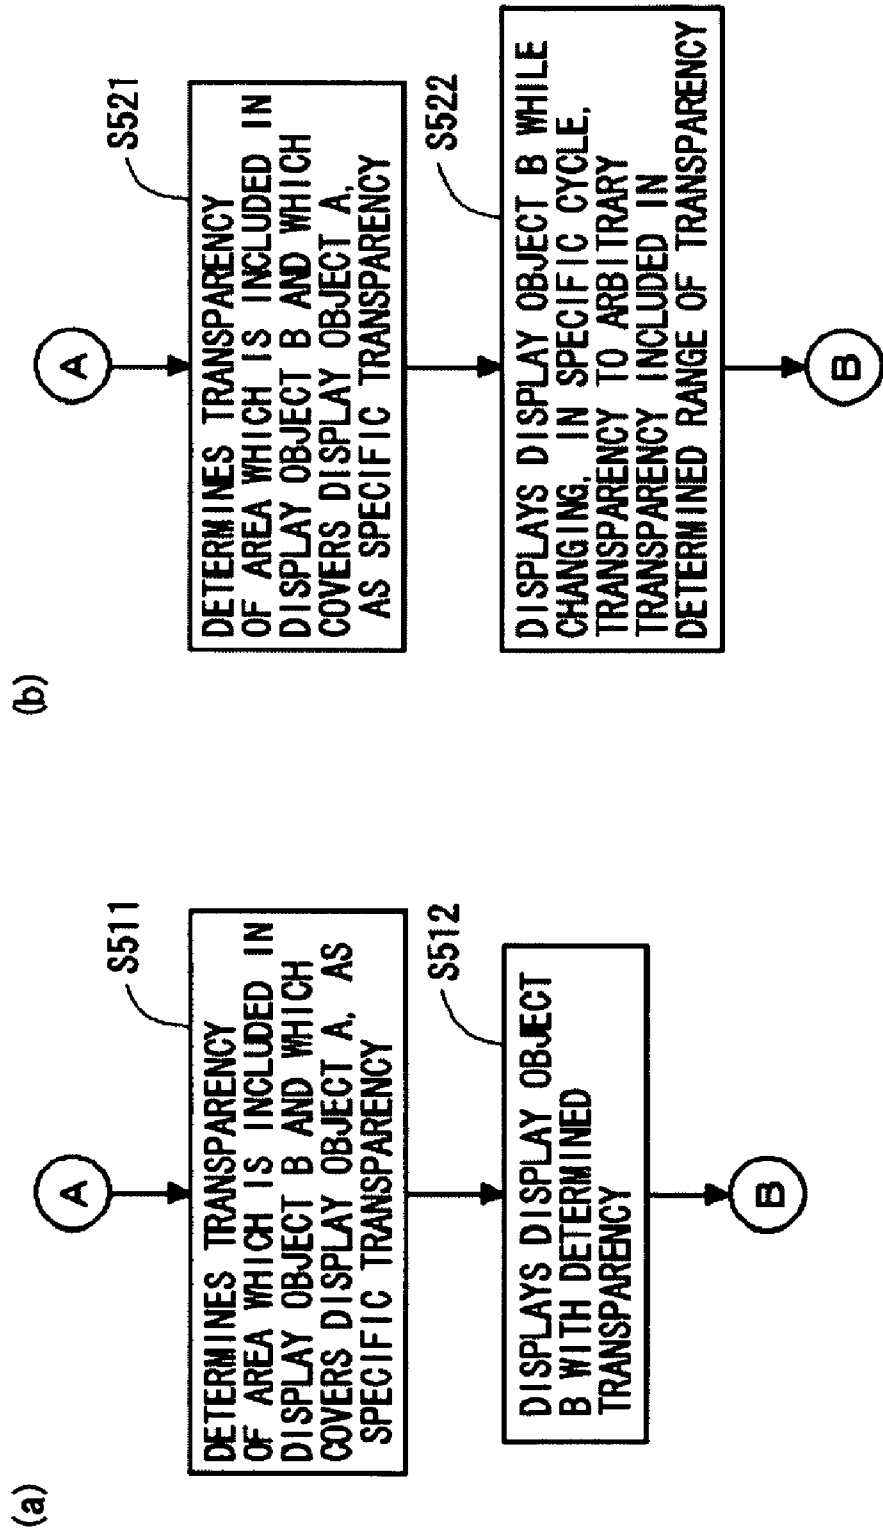 (a)
A
S511
DETERMINES TRANSPARENCY
OF AREA WHICH IS INCLUDED IN
DISPLAY OBJECT B AND WHICH
COVERS DISPLAY OBJECT A, AS
SPECIFIC TRANSPARENCY
S512
DISPLAYS DISPLAY OBJECT
B WITH DETERMINED
TRANSPARENCY
B
(b)
A
S521
DETERMINES TRANSPARENCY
OF AREA WHICH IS INCLUDED IN
DISPLAY OBJECT B AND WHICH
COVERS DISPLAY OBJECT A,
AS SPECIFIC TRANSPARENCY
S522
DISPLAYS DISPLAY OBJECT B WHILE
CHANGING, IN SPECIFIC CYCLE,
TRANSPARENCY TO ARBITRARY
TRANSPARENCY INCLUDED IN
DETERMINED RANGE OF TRANSPARENCY
B